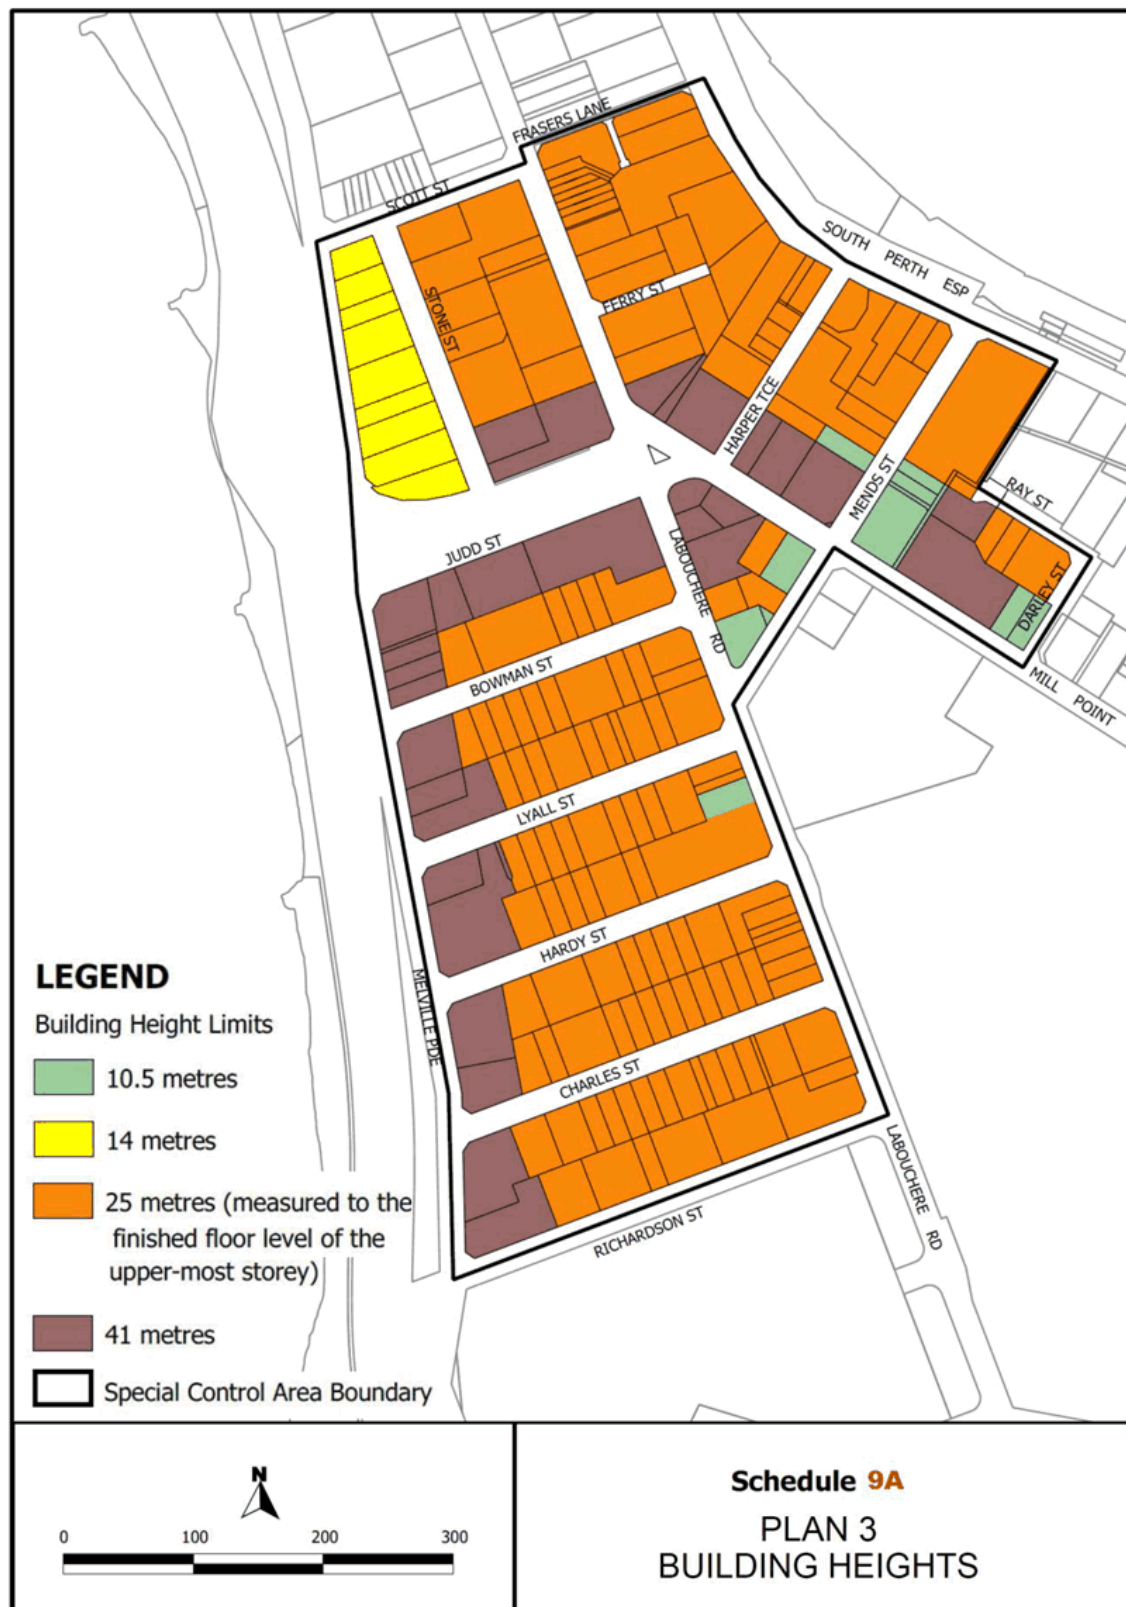 FRASERS LANE
SCOTT ST
SOUTH PERTH ESP
STONE ST
FERRY ST
HARPER TCE
MENDS ST
RAY ST
JUDD ST
LABOUCHERE RD
DARLEY ST
BOWMAN ST
MILL POINT
LYALL ST
HARDY ST
MELVILLE PDE
CHARLES ST
LABOUCHERE RD
RICHARDSON ST
LEGEND
Building Height Limits
10.5 metres
14 metres
25 metres (measured to the
finished floor level of the
upper-most storey)
41 metres
Special Control Area Boundary
N
0 100 200 300
Schedule 9A
PLAN 3
BUILDING HEIGHTS